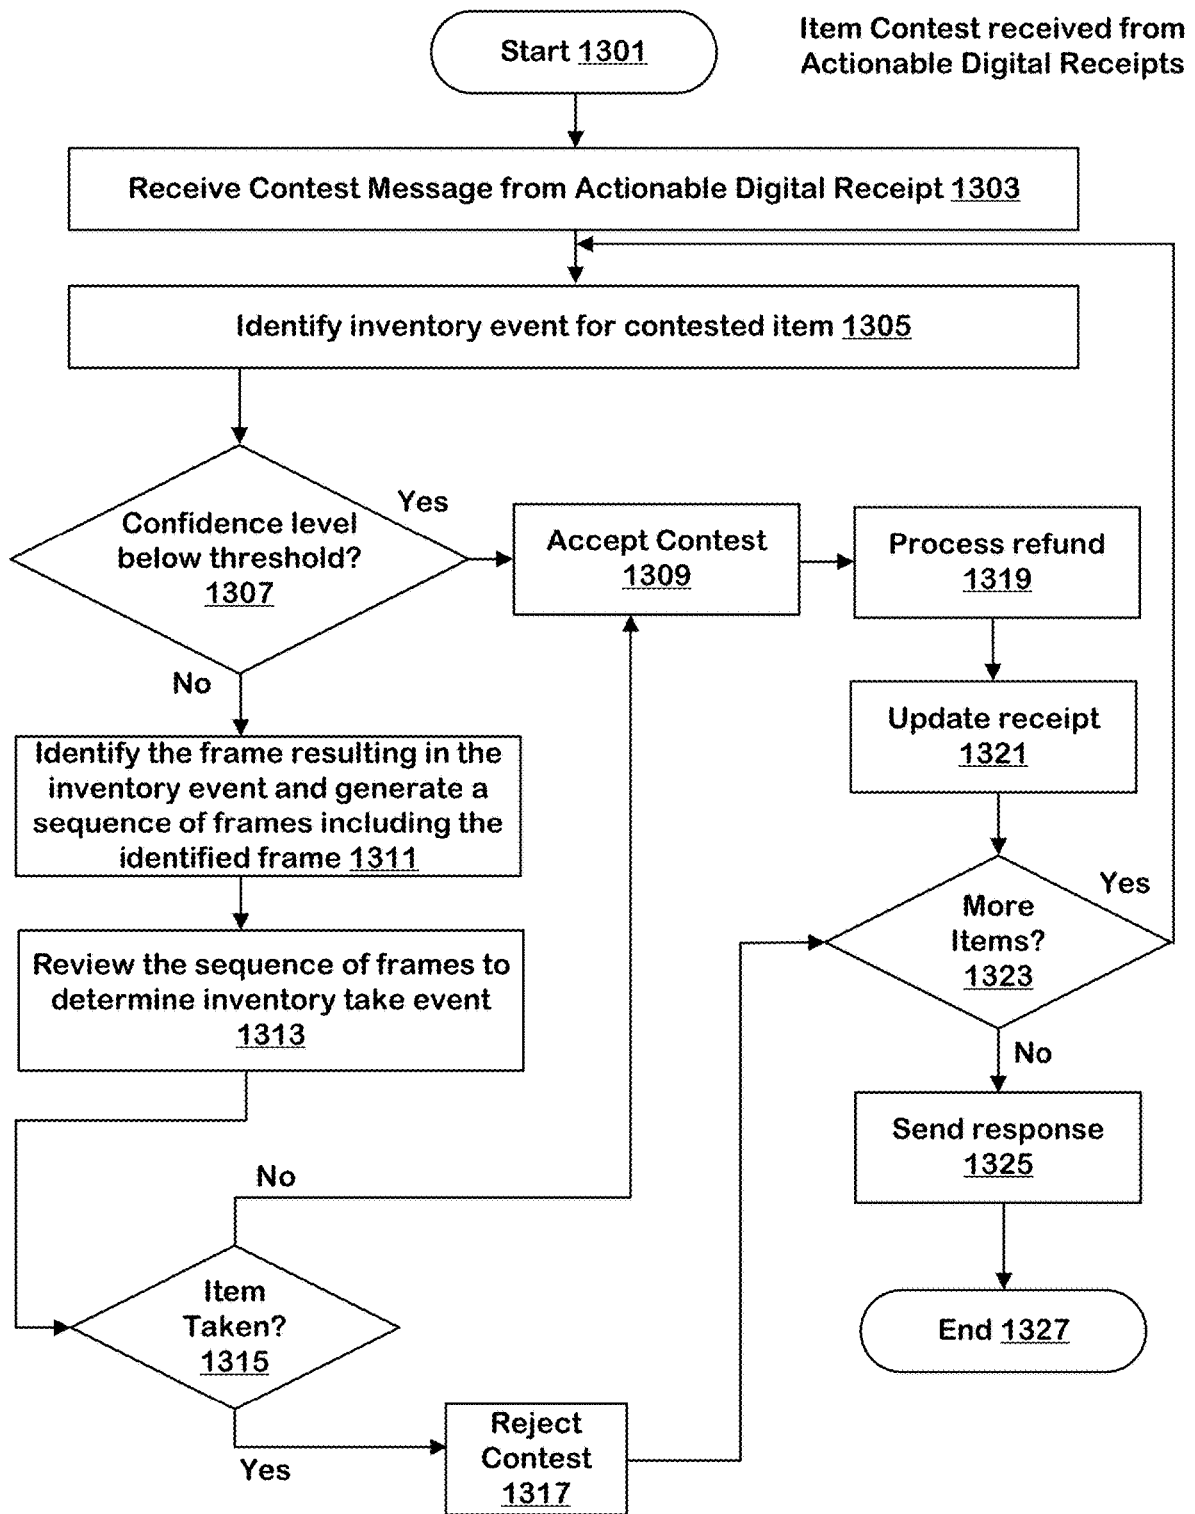 Item Contest received from
Actionable Digital Receipts
Start 1301
Receive Contest Message from Actionable Digital Receipt 1303
Identify inventory event for contested item 1305
Confidence level
below threshold?
1307
Yes
No
Accept Contest
1309
Process refund
1319
Update receipt
1321
Identify the frame resulting in the
inventory event and generate a
sequence of frames including the
identified frame 1311
Review the sequence of frames to
determine inventory take event
1313
More
Items?
1323
Yes
No
Send response
1325
End 1327
Item
Taken?
1315
No
Yes
Reject
Contest
1317